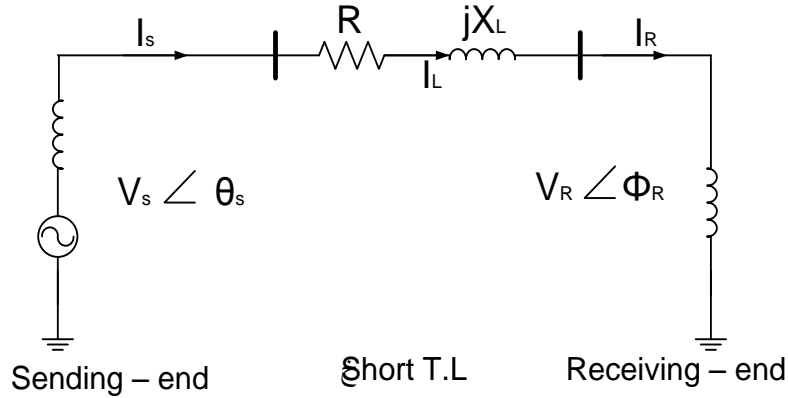 Is
R
jXL
IR
IL
Vs ∠ θs
VR ∠ΦR
Sending – end
Short T.L
Receiving – end